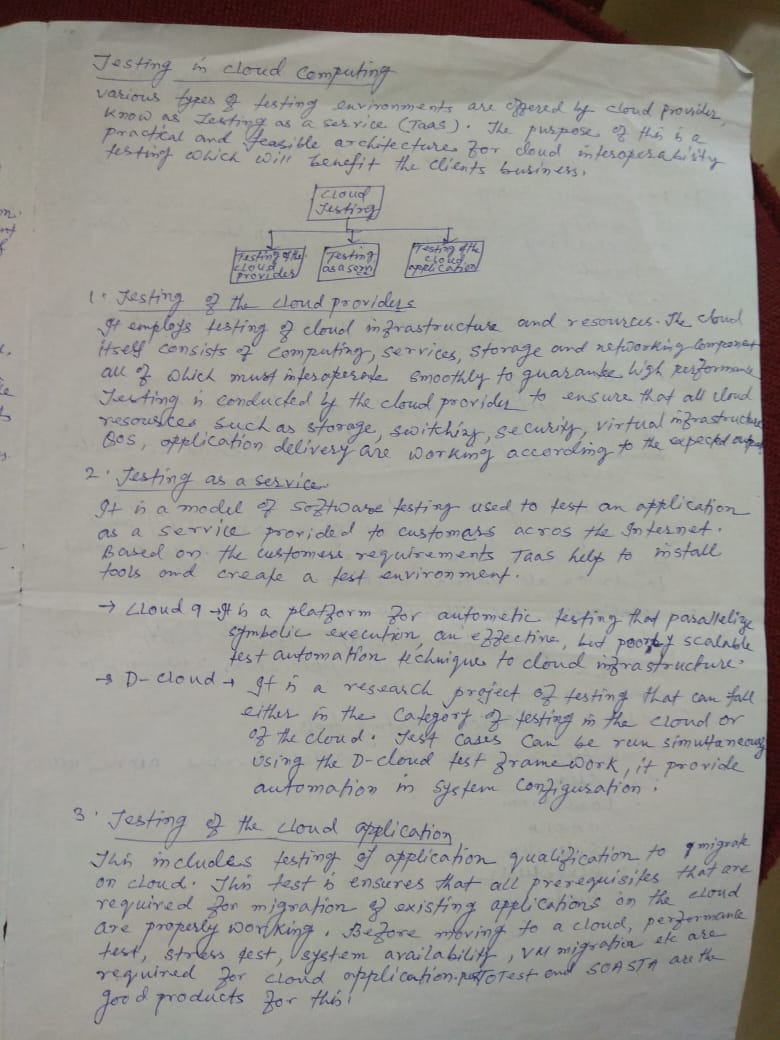 Testing in cloud computing
various types of testing environments are offered by cloud provider,
know as Testing as a service (TaaS). The purpose of this is a
practcal and feasible architecture for cloud interoperability
testing which will benefit the clients business.
cloud
Testing
Testing of the
cloud
providers
Testing
as a serv
Testing of the
cloud
application
1. Testing of the cloud providers
It employs testing of cloud infrastructure and resources. The cloud
itself consists of computing, services, storage and networking component
all of which must interoperate smoothly to guarantee high performance
Testing is conducted by the cloud provider to ensure that all cloud
resources such as storage, switching, security, virtual infrastructure
QOS, application delivery are working according to the expected output
2. Testing as a service
It is a model of software testing used to test an application
as a service provided to customers acros the Internet.
Based on the customers requirements TaaS help to install
tools and create a test environment.
→ cloud 9 → It is a platform for autometic testing that parallelize
symbolic execution, an effective, but poorly scalable
test automation technique to cloud infrastructure.
→ D-cloud → It is a research project of testing that can fall
either in the category of testing in the cloud or
of the cloud. Test cases can be run simultaneously
using the D-cloud test framework, it provide
automation in system configuration.
3. Testing of the cloud application
This includes testing of application qualification to migrate
on cloud. This test is ensures that all prerequisites that are
required for migration of existing applications on the cloud
are properly working. Before moving to a cloud, performance
test, stress test, system availability, VM migration etc are
required for cloud application. Test and SOASTA are the
good products for this.